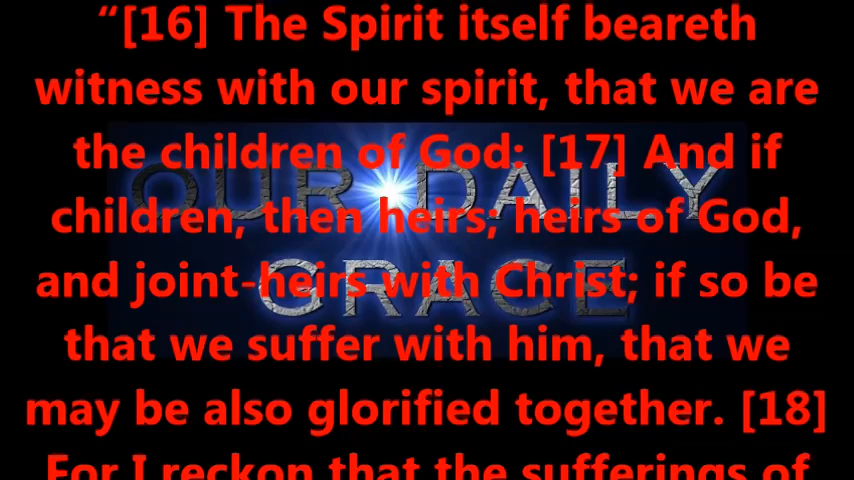 “[16] The Spirit itself beareth
witness with our spirit, that we are
the children of God: [17] And if
children, then heirs; heirs of God,
and joint-heirs with Christ; if so be
that we suffer with him, that we
may be also glorified together. [18]
For I reckon that the sufferings of
OUR DAILY
GRACE